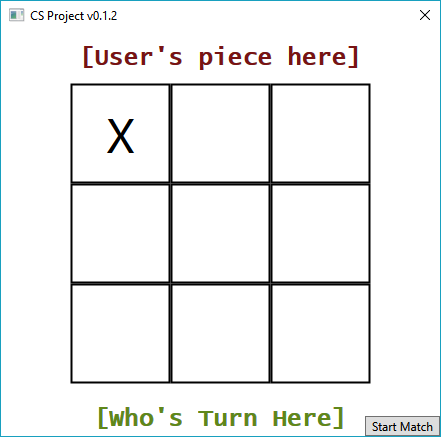 CS Project v0.1.2
[User's piece here]
X
[Who's Turn Here]
Start Match